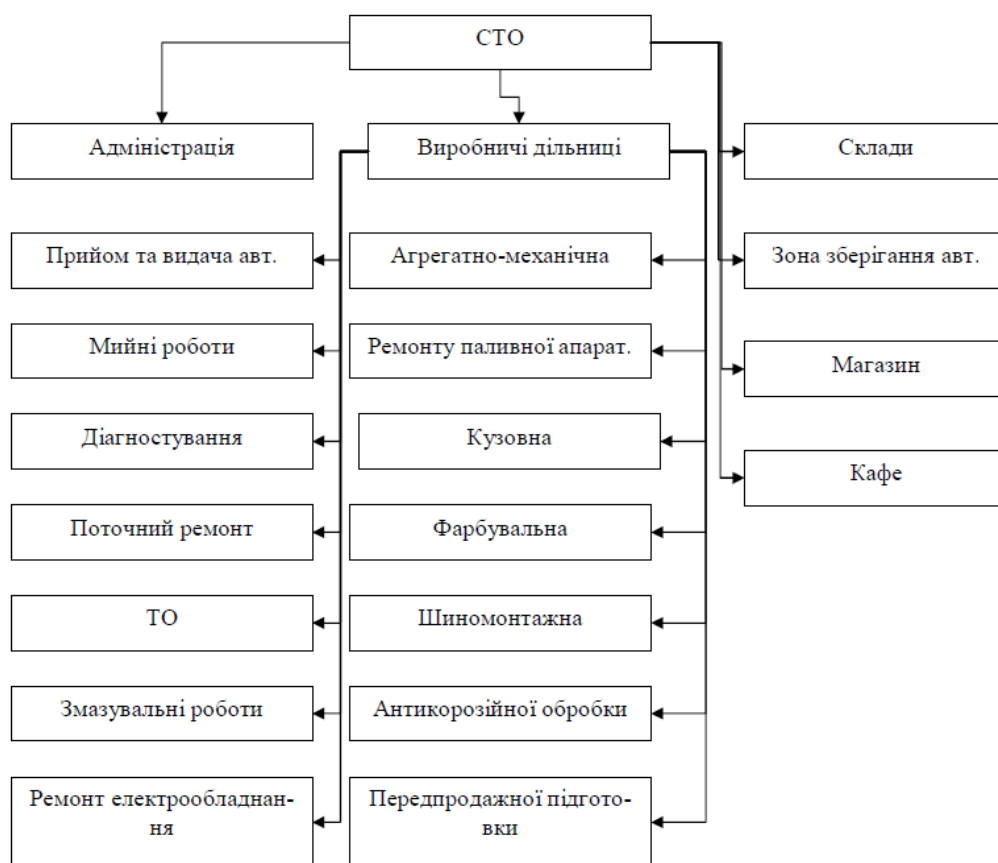 СТО
Адміністрація
Виробничі дільниці
Склади
Прийом та видача авт.
Агрегатно-механічна
Зона зберігання авт.
Мийні роботи
Ремонту паливної апарат.
Магазин
Діагностування
Кузовна
Кафе
Поточний ремонт
Фарбувальна
ТО
Шиномонтажна
Змазувальні роботи
Антикорозійної обробки
Ремонт електрообладнан-
ня
Передпродажної підгото-
вки